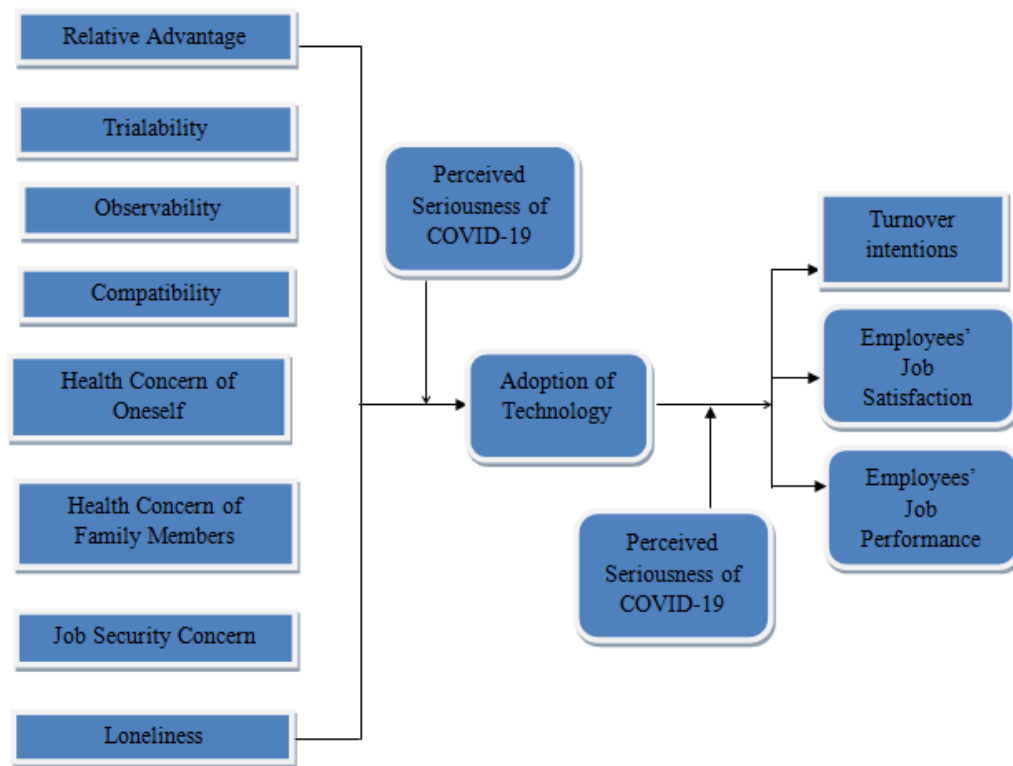 Relative Advantage
Trialability
Observability
Compatibility
Health Concern of
Oneself
Health Concern of
Family Members
Job Security Concern
Loneliness
Perceived
Seriousness of
COVID-19
Adoption of
Technology
Perceived
Seriousness of
COVID-19
Turnover
intentions
Employees’
Job
Satisfaction
Employees’
Job
Performance